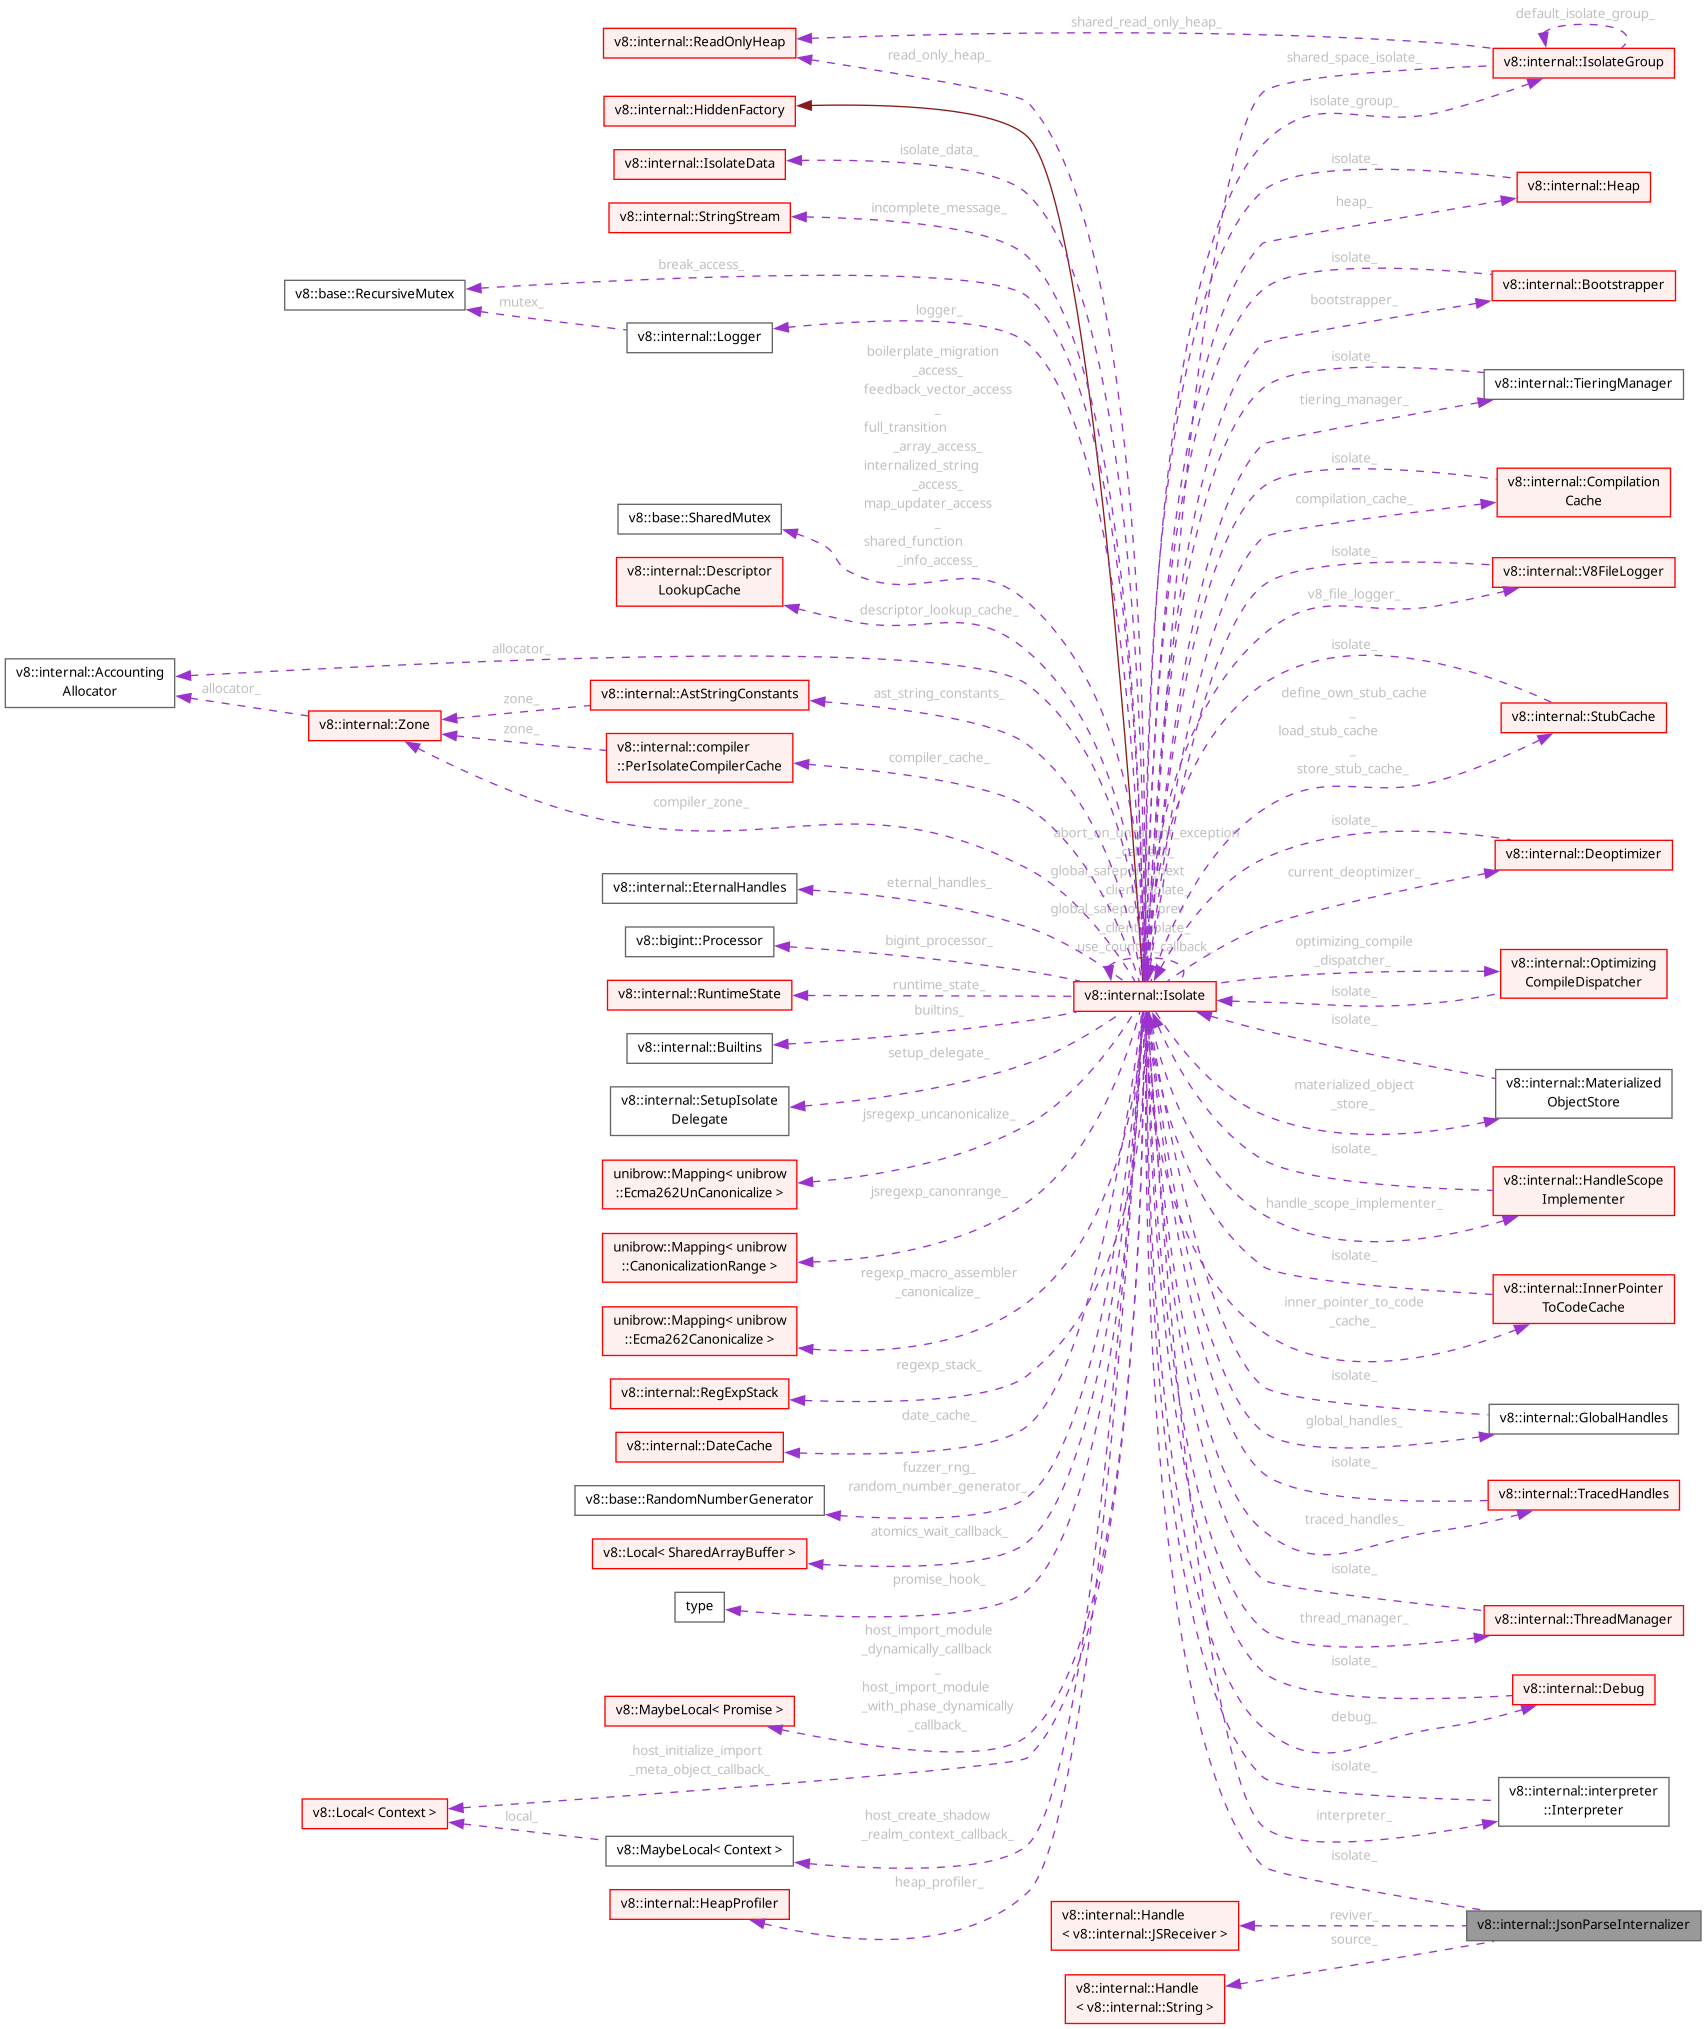 default_isolate_group_
shared_read_only_heap_
v8::internal::ReadOnlyHeap
read_only_heap_
shared_space_isolate_
v8::internal::IsolateGroup
isolate_group_
v8::internal::HiddenFactory
isolate_data_
v8::internal::IsolateData
isolate_
v8::internal::Heap
heap_
incomplete_message_
v8::internal::StringStream
break_access_
v8::base::RecursiveMutex
mutex_
logger_
v8::internal::Logger
isolate_
v8::internal::Bootstrapper
bootstrapper_
boilerplate_migration
_access_
feedback_vector_access
_
full_transition
_array_access_
internalized_string
_access_
map_updater_access
_
shared_function
_info_access_
isolate_
v8::internal::TieringManager
tiering_manager_
isolate_
v8::internal::Compilation
Cache
compilation_cache_
v8::base::SharedMutex
isolate_
v8::internal::V8FileLogger
v8_file_logger_
v8::internal::Descriptor
LookupCache
descriptor_lookup_cache_
allocator_
v8::internal::Accounting
Allocator
allocator_
v8::internal::Zone
zone_
zone_
v8::internal::AstStringConstants
ast_string_constants_
v8::internal::compiler
::PerIsolateCompilerCache
compiler_cache_
compiler_zone_
isolate_
define_own_stub_cache
_
load_stub_cache
_
store_stub_cache_
v8::internal::StubCache
isolate_
v8::internal::Deoptimizer
current_deoptimizer_
v8::internal::EternalHandles
eternal_handles_
v8::bigint::Processor
bigint_processor_
v8::internal::RuntimeState
runtime_state_
v8::internal::Isolate
optimizing_compile
_dispatcher_
v8::internal::Optimizing
CompileDispatcher
isolate_
v8::internal::Builtins
builtins_
isolate_
v8::internal::Materialized
ObjectStore
materialized_object
_store_
v8::internal::SetupIsolate
Delegate
setup_delegate_
jsregexp_uncanonicalize_
unibrow::Mapping< unibrow
::Ecma262UnCanonicalize >
isolate_
v8::internal::HandleScope
Implementer
handle_scope_implementer_
jsregexp_canonrange_
unibrow::Mapping< unibrow
::CanonicalizationRange >
isolate_
v8::internal::InnerPointer
ToCodeCache
inner_pointer_to_code
_cache_
regexp_macro_assembler
_canonicalize_
unibrow::Mapping< unibrow
::Ecma262Canonicalize >
regexp_stack_
v8::internal::RegExpStack
isolate_
v8::internal::GlobalHandles
global_handles_
date_cache_
v8::internal::DateCache
fuzzer_rng_
random_number_generator_
v8::base::RandomNumberGenerator
isolate_
v8::internal::TracedHandles
traced_handles_
atomics_wait_callback_
v8::Local< SharedArrayBuffer >
promise_hook_
type
isolate_
v8::internal::ThreadManager
thread_manager_
host_import_module
_dynamically_callback
_
host_import_module
_with_phase_dynamically
_callback_
v8::MaybeLocal< Promise >
isolate_
v8::internal::Debug
debug_
host_initialize_import
_meta_object_callback_
v8::Local< Context >
local_
host_create_shadow
_realm_context_callback_
v8::MaybeLocal< Context >
isolate_
v8::internal::interpreter
::Interpreter
interpreter_
heap_profiler_
v8::internal::HeapProfiler
isolate_
v8::internal::JsonParseInternalizer
reviver_
v8::internal::Handle
< v8::internal::JSReceiver >
source_
v8::internal::Handle
< v8::internal::String >